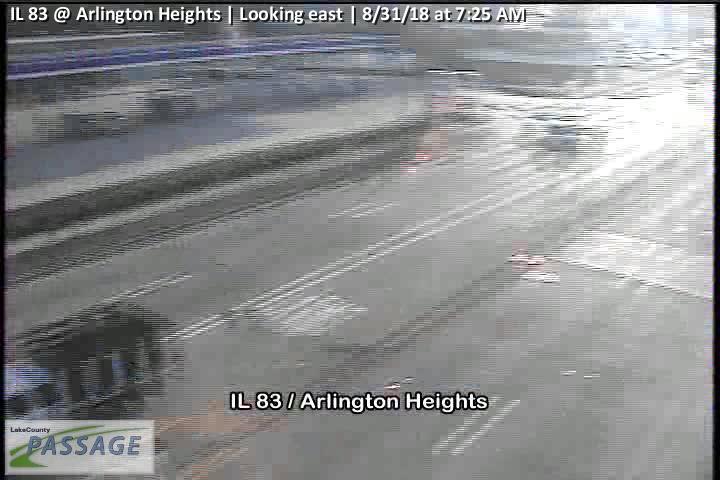 IL 83 @ Arlington Heights | Looking east | 8/31/18 at 7:25 AM
IL 83 / Arlington Heights
LakeCounty
PASSAGE